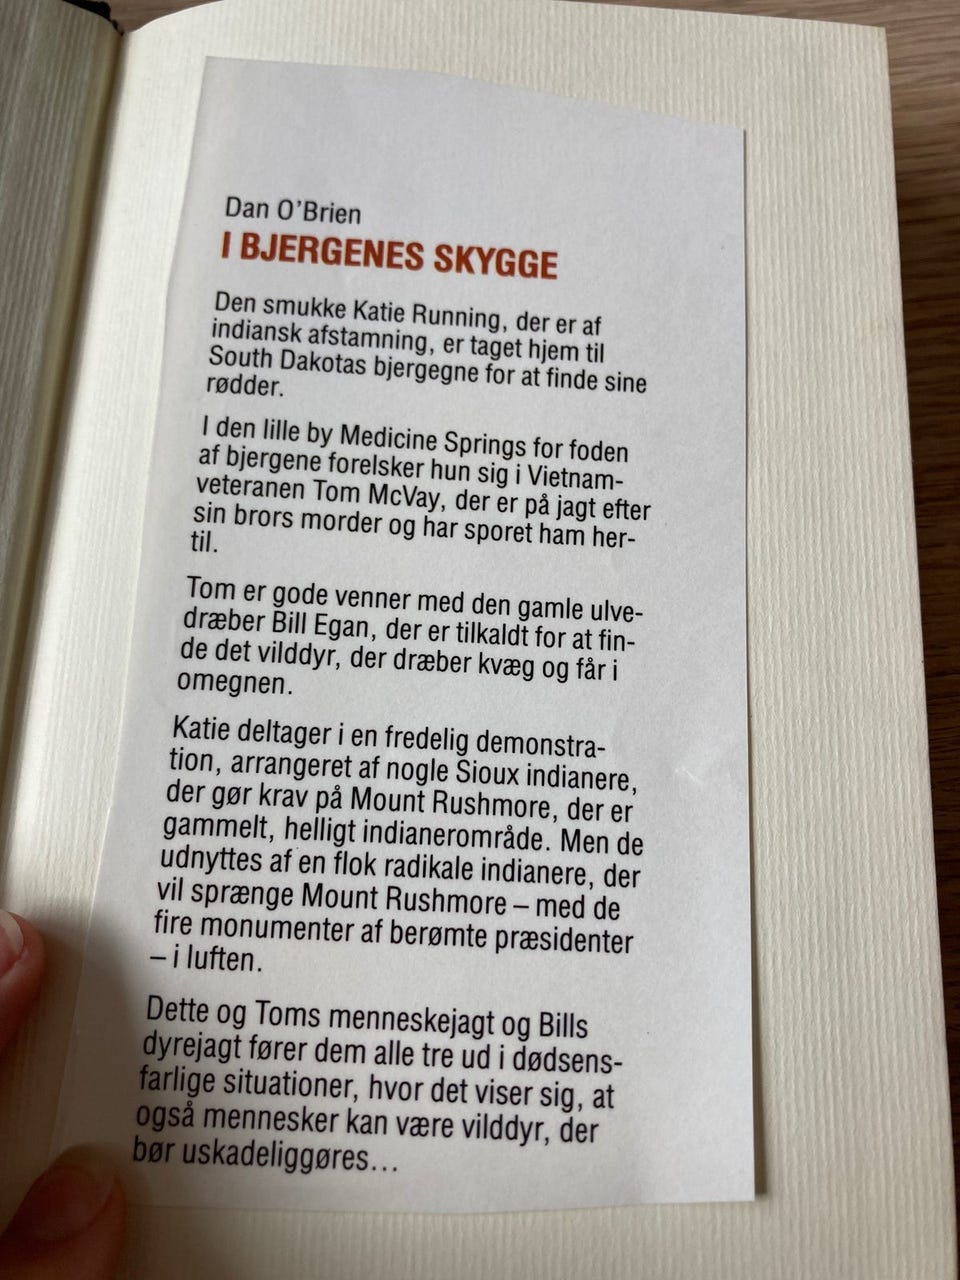 Dan O'Brien
I BJERGENES SKYGGE
Den smukke Katie Running, der er af
indiansk afstamning, er taget hjem til
South Dakotas bjergegne for at finde sine
rødder.
I den lille by Medicine Springs for foden
af bjergene forelsker hun sig i Vietnam-
veteranen Tom McVay, der er på jagt efter
sin brors morder og har sporet ham her-
til.
Tom er gode venner med den gamle ulve-
dræber Bill Egan, der er tilkaldt for at fin-
de det vilddyr, der dræber kvæg og får i
omegnen.
Katie deltager i en fredelig demonstra-
tion, arrangeret af nogle Sioux indianere,
der gør krav på Mount Rushmore, der er
gammelt, helligt indianerområde. Men de
udnyttes af en flok radikale indianere, der
vil sprænge Mount Rushmore – med de
fire monumenter af berømte præsidenter
– i luften.
Dette og Toms menneskejagt og Bills
dyrejagt fører dem alle tre ud i dødsens-
farlige situationer, hvor det viser sig, at
også mennesker kan være vilddyr, der
bør uskadeliggøres...